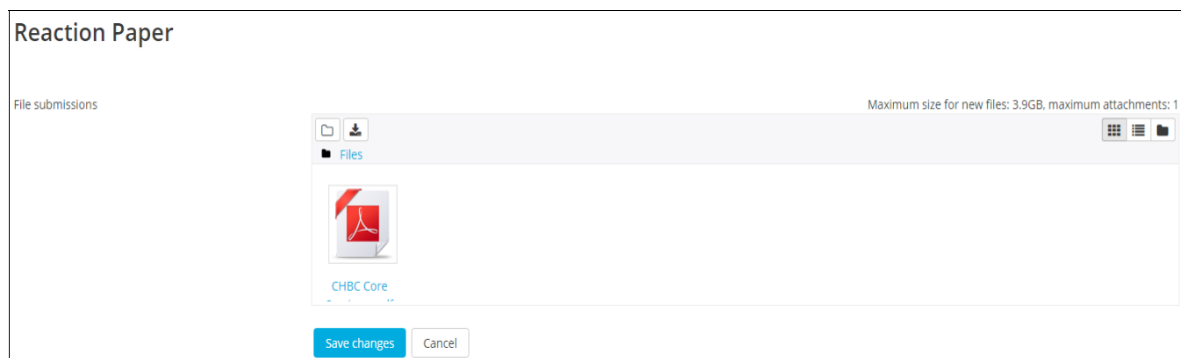 Reaction Paper
File submissions
Maximum size for new files: 3.9GB, maximum attachments: 1
Files
CHBC Core
Save changes
Cancel